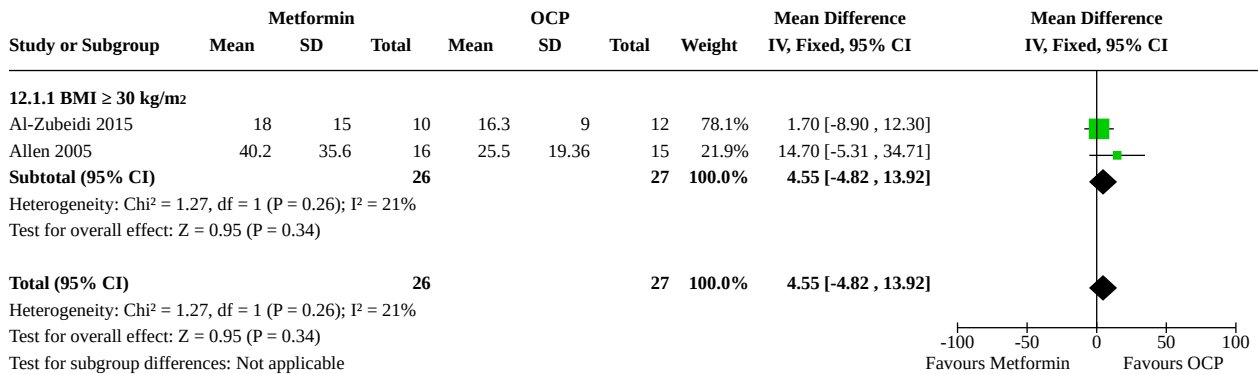 Metformin OCP Mean Difference Mean Difference
Study or Subgroup Mean SD Total Mean SD Total Weight IV, Fixed, 95% CI IV, Fixed, 95% CI
12.1.1 BMI ≥ 30 kg/m2
Al-Zubeidi 2015 18 15 10 16.3 9 12 78.1% 1.70 [-8.90 , 12.30]
Allen 2005 40.2 35.6 16 25.5 19.36 15 21.9% 14.70 [-5.31 , 34.71]
Subtotal (95% CI) 26 27 100.0% 4.55 [-4.82 , 13.92]
Heterogeneity: Chi² = 1.27, df = 1 (P = 0.26); I² = 21%
Test for overall effect: Z = 0.95 (P = 0.34)
Total (95% CI) 26 27 100.0% 4.55 [-4.82 , 13.92]
Heterogeneity: Chi² = 1.27, df = 1 (P = 0.26); I² = 21%
Test for overall effect: Z = 0.95 (P = 0.34)
Test for subgroup differences: Not applicable
-100 -50 0 50 100
Favours Metformin Favours OCP